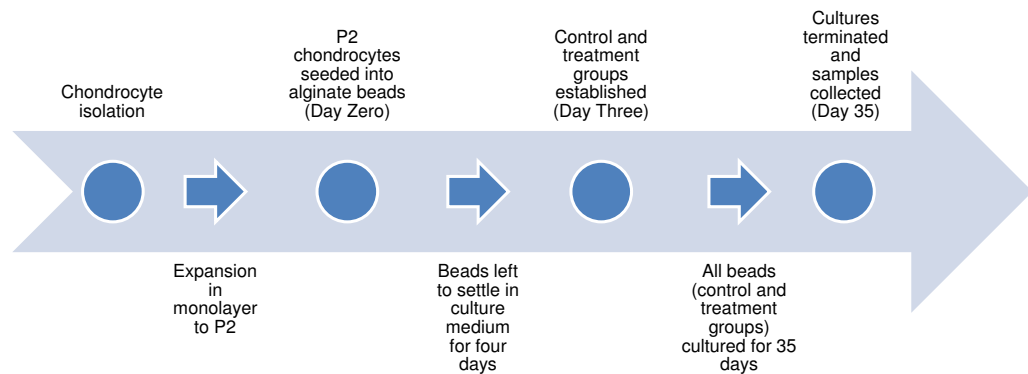 Chondrocyte
isolation
Expansion
in
monolayer
to P2
P2
chondrocytes
seeded into
alginate beads
(Day Zero)
Beads left
to settle in
culture
medium
for four
days
Control and
treatment
groups
established
(Day Three)
All beads
(control and
treatment
groups)
cultured for 35
days
Cultures
terminated
and
samples
collected
(Day 35)